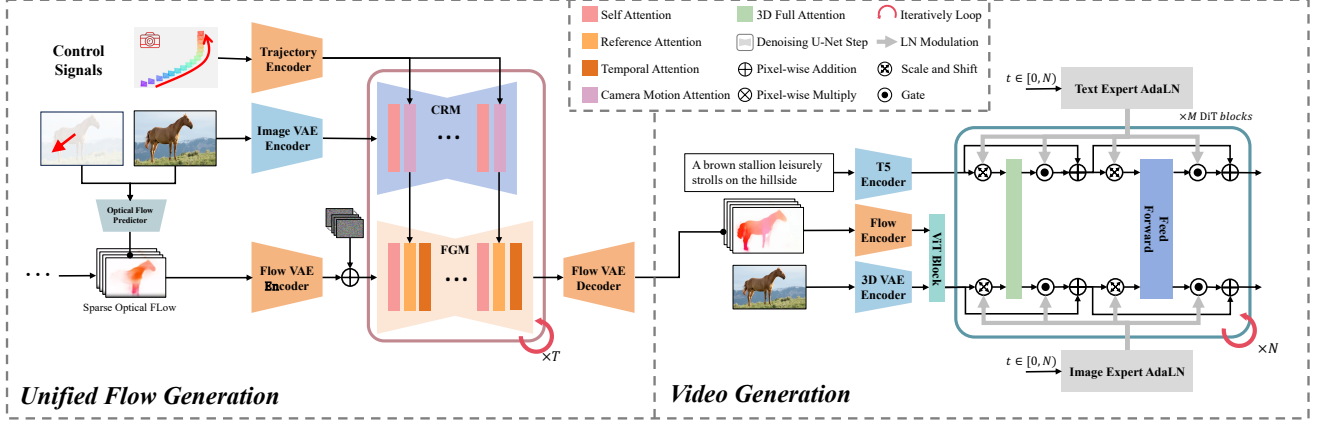 Control
Signals
Trajectory
Encoder
Image VAE
Encoder
Optical Flow
Predictor
Sparse Optical FLow
Flow VAE
Encoder
CRM
FGM
Flow VAE
Decoder
×T
Unified Flow Generation
Self Attention
Reference Attention
Temporal Attention
Camera Motion Attention
3D Full Attention
Denoising U-Net Step
Pixel-wise Addition
Pixel-wise Multiply
Iteratively Loop
LN Modulation
Scale and Shift
Gate
t ∈ [0, N)
Text Expert AdaLN
×M DiT blocks
A brown stallion leisurely
strolls on the hillside
T5
Encoder
Flow
Encoder
3D VAE
Encoder
ViT Block
Feed
Forward
t ∈ [0, N)
Image Expert AdaLN
×N
Video Generation